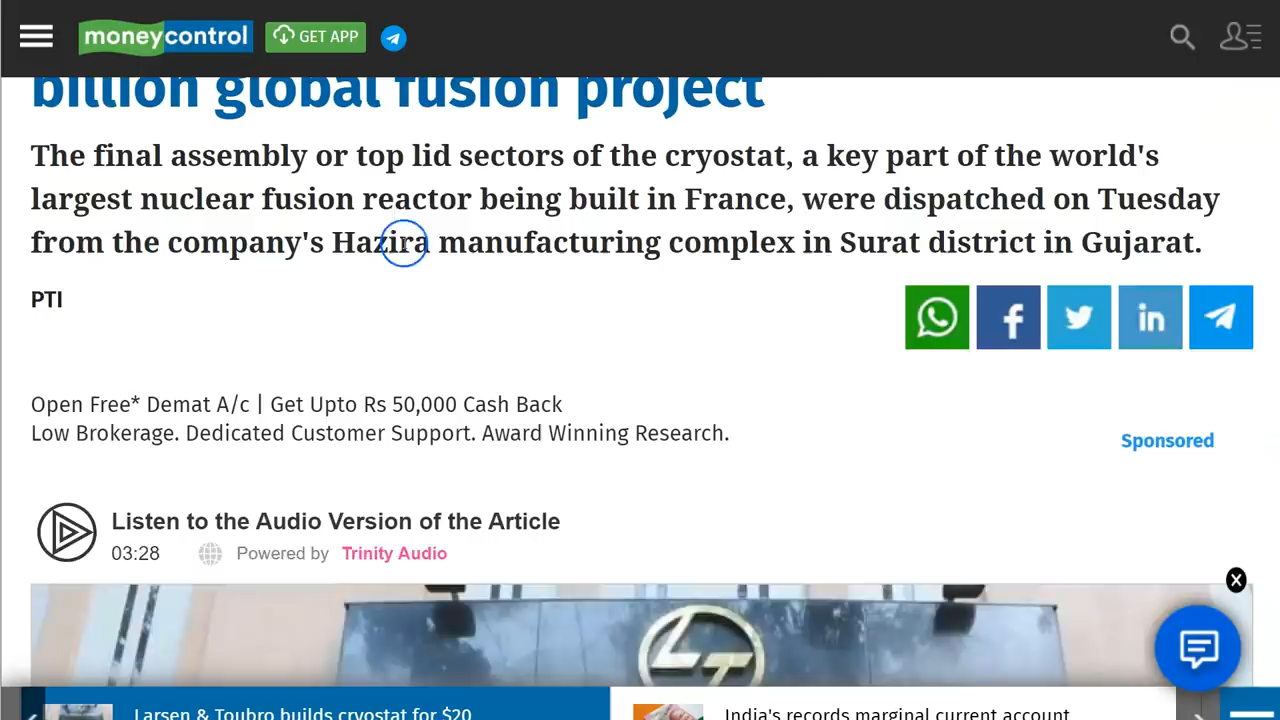 moneycontrol GET APP
billion global fusion project
The final assembly or top lid sectors of the cryostat, a key part of the world's
largest nuclear fusion reactor being built in France, were dispatched on Tuesday
from the company's Hazira manufacturing complex in Surat district in Gujarat.
PTI
Open Free* Demat A/c | Get Upto Rs 50,000 Cash Back
Low Brokerage. Dedicated Customer Support. Award Winning Research.
Sponsored
Listen to the Audio Version of the Article
03:28 Powered by Trinity Audio
LT
Larsen & Toubro builds cryostat for $20
India's records marginal current account